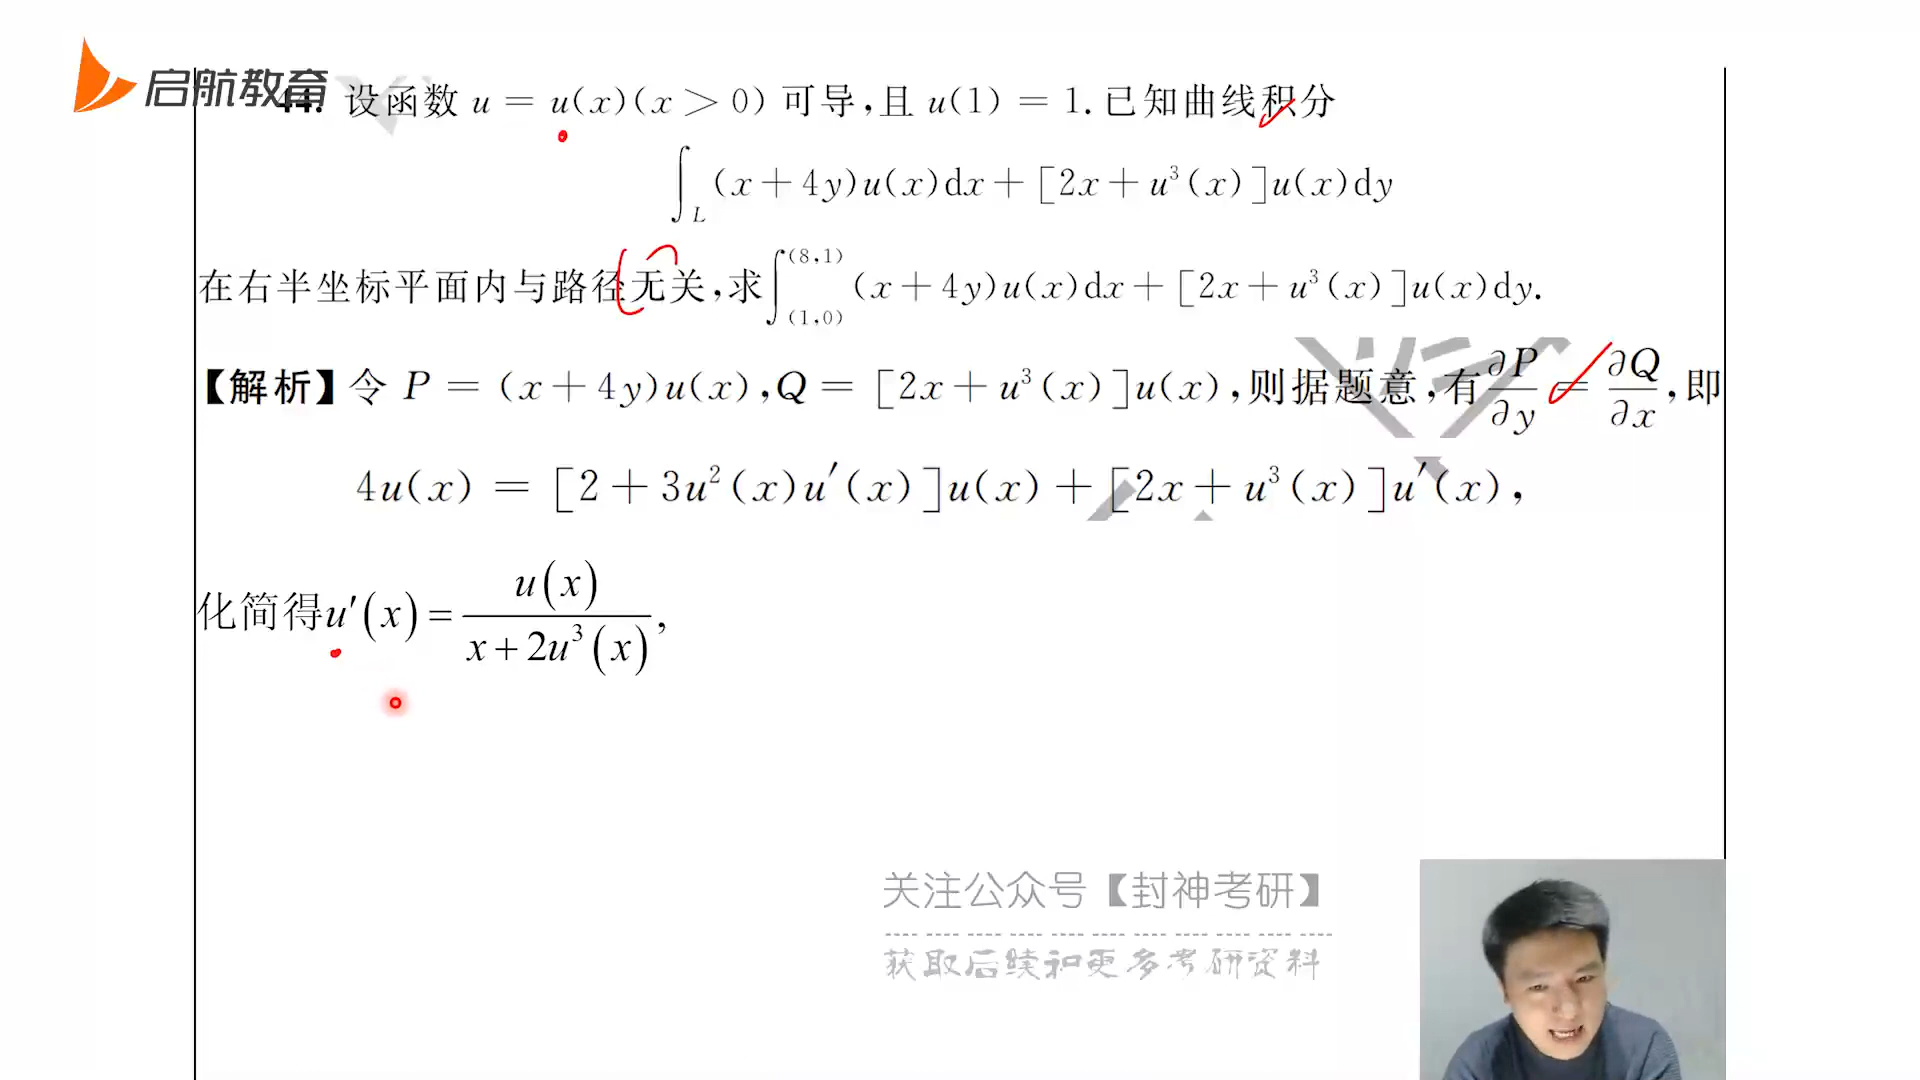 启航教育
44. 设函数 u = u(x)(x > 0) 可导,且 u(1) = 1. 已知曲线积分
∫_L (x+4y)u(x)dx+[2x+u³(x)]u(x)dy
在右半坐标平面内与路径无关,求∫_(1,0)^(8,1) (x+4y)u(x)dx+[2x+u³(x)]u(x)dy.
【解析】令 P = (x+4y)u(x),Q = [2x+u³(x)]u(x),则据题意,有∂P/∂y = ∂Q/∂x,即
4u(x) = [2+3u²(x)u′(x)]u(x)+[2x+u³(x)]u′(x),
化简得u′(x)=u(x)/(x+2u³(x)),
关注公众号【封神考研】
获取后续和更多考研资料